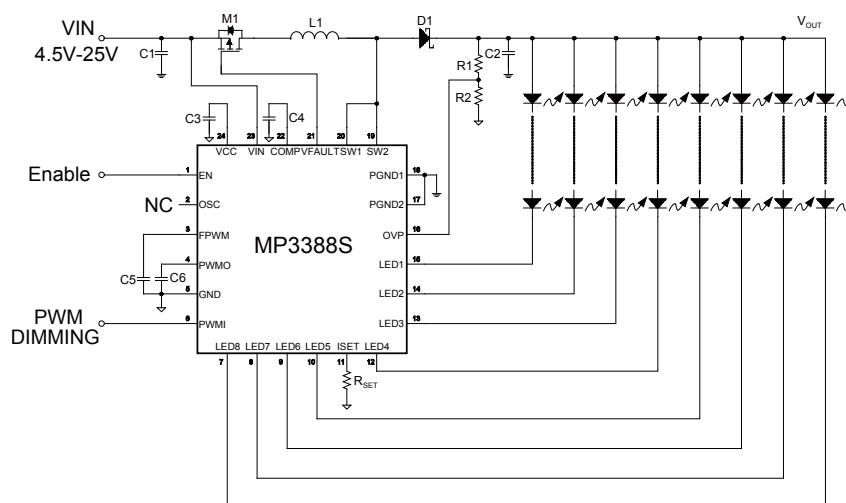 M1
L1
D1
VOUT
VIN
4.5V-25V
C1
R1
C2
R2
C3
C4
24
23
22
21
20
19
VCC
VIN
COMP
VFAULT
SW1
SW2
Enable
1
EN
PGND1
18
NC
2
OSC
PGND2
17
3
FPWM
OVP
16
MP3388S
C5
C6
4
PWMO
LED1
15
5
GND
LED2
14
PWM
DIMMING
6
PWMI
LED3
13
LED8
LED7
LED6
LED5
ISET
LED4
7
8
9
10
11
12
RSET